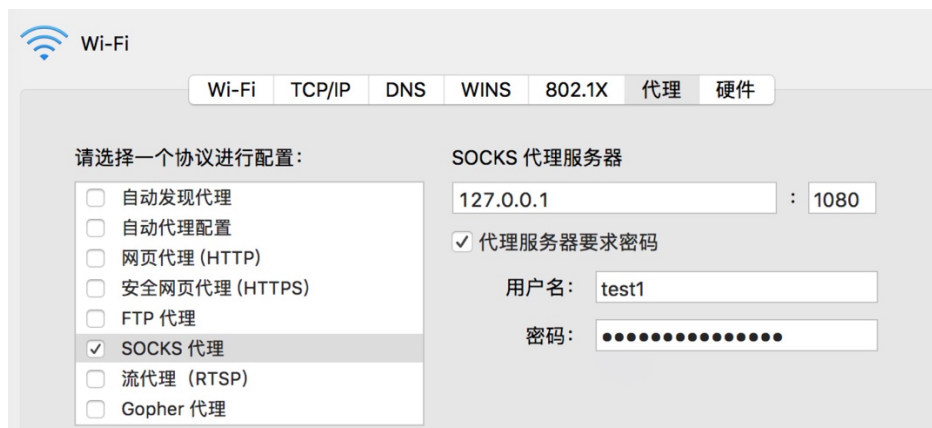 Wi-Fi
Wi-Fi TCP/IP DNS WINS 802.1X 代理 硬件
请选择一个协议进行配置：
自动发现代理
自动代理配置
网页代理 (HTTP)
安全网页代理 (HTTPS)
FTP 代理
SOCKS 代理
流代理（RTSP)
Gopher 代理
SOCKS 代理服务器
127.0.0.1 : 1080
代理服务器要求密码
用户名： test1
密码： ●●●●●●●●●●●●●●●